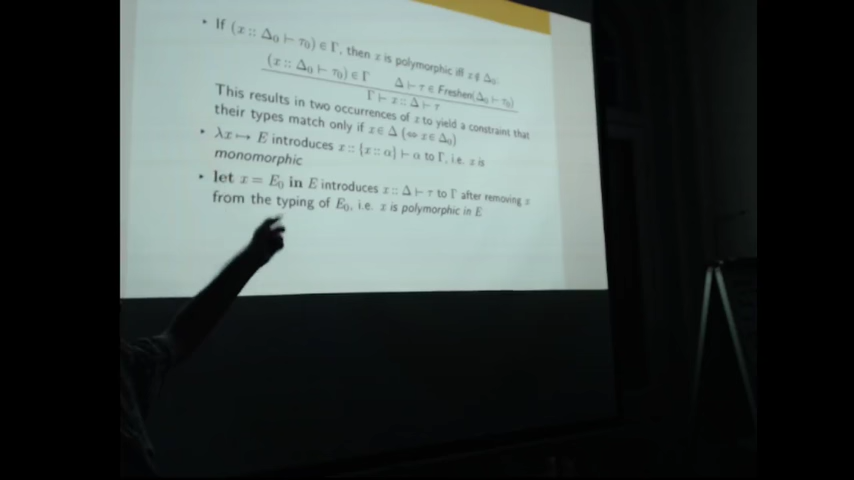 ‣ If (x :: Δ₀ ⊢ τ₀) ∈ Γ, then x is polymorphic iff x ∉ Δ₀:
(x :: Δ₀ ⊢ τ₀) ∈ Γ Δ ⊢ τ ∈ Freshen(Δ₀ ⊢ τ₀)
Γ ⊢ x :: Δ ⊢ τ
This results in two occurrences of x to yield a constraint that
their types match only if x ∈ Δ (⇔ x ∈ Δ₀)
‣ λx ↦ E introduces x :: {x :: α} ⊢ α to Γ, i.e. x is
monomorphic
‣ let x = E₀ in E introduces x :: Δ ⊢ τ to Γ after removing x
from the typing of E₀, i.e. x is polymorphic in E